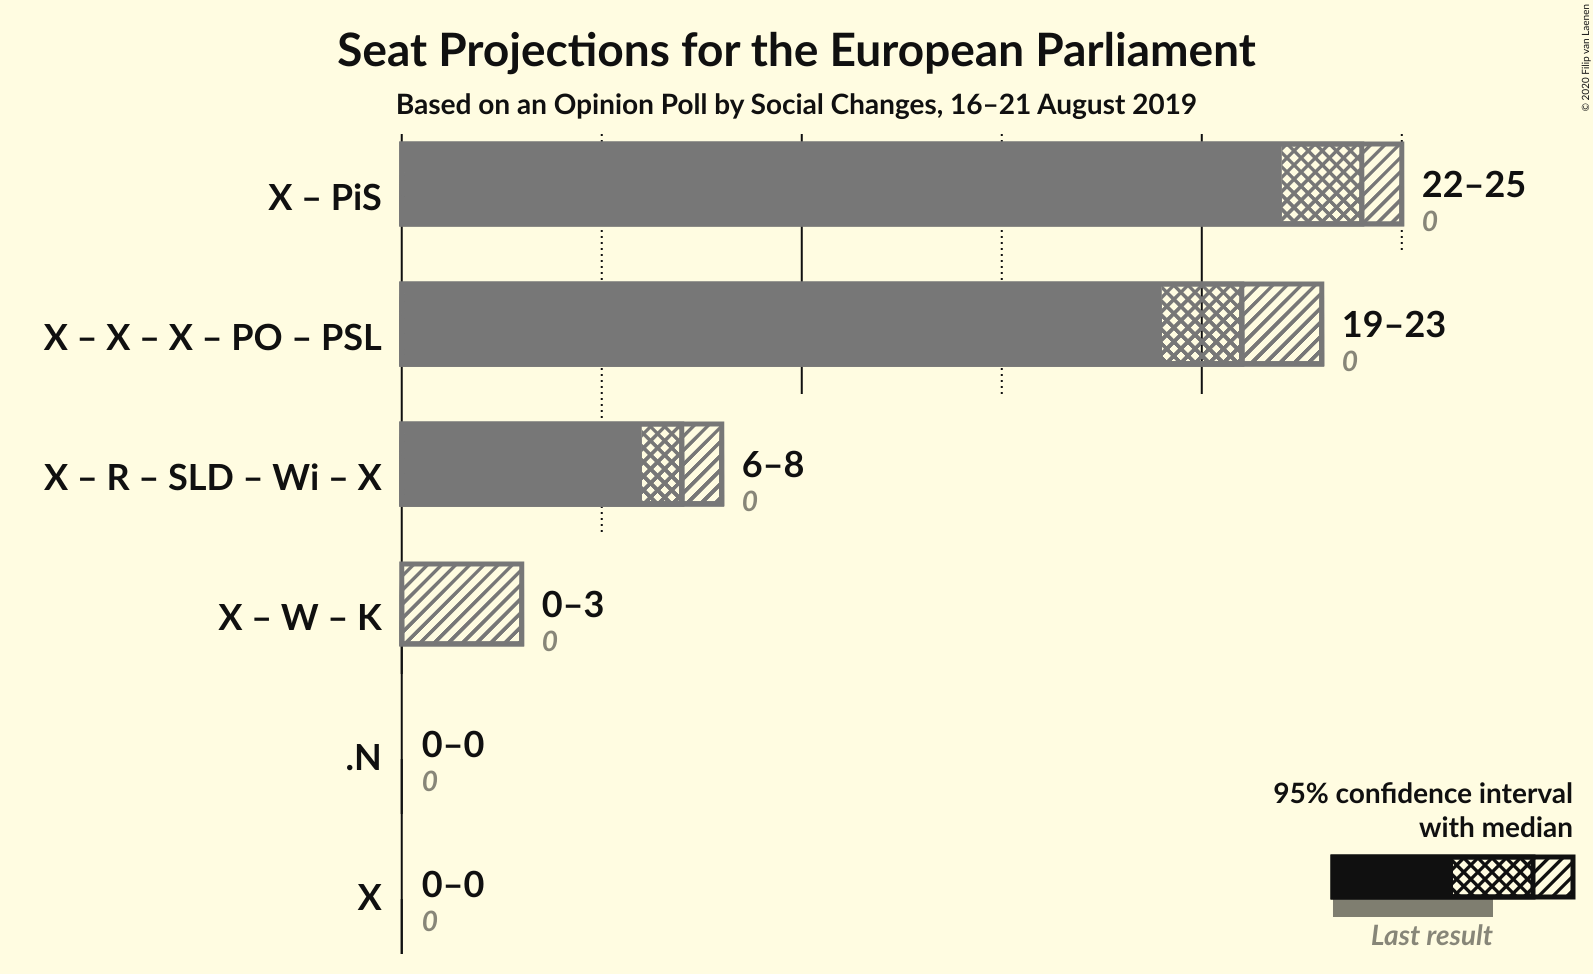 Seat Projections for the European Parliament
Based on an Opinion Poll by Social Changes, 16–21 August 2019
© 2020 Filip van Laenen
X – PiS
22–25
0
X – X – X – PO – PSL
19–23
0
X – R – SLD – Wi – X
6–8
0
X – W – K
0–3
0
.N
0–0
0
X
0–0
0
95% confidence interval
with median
Last result